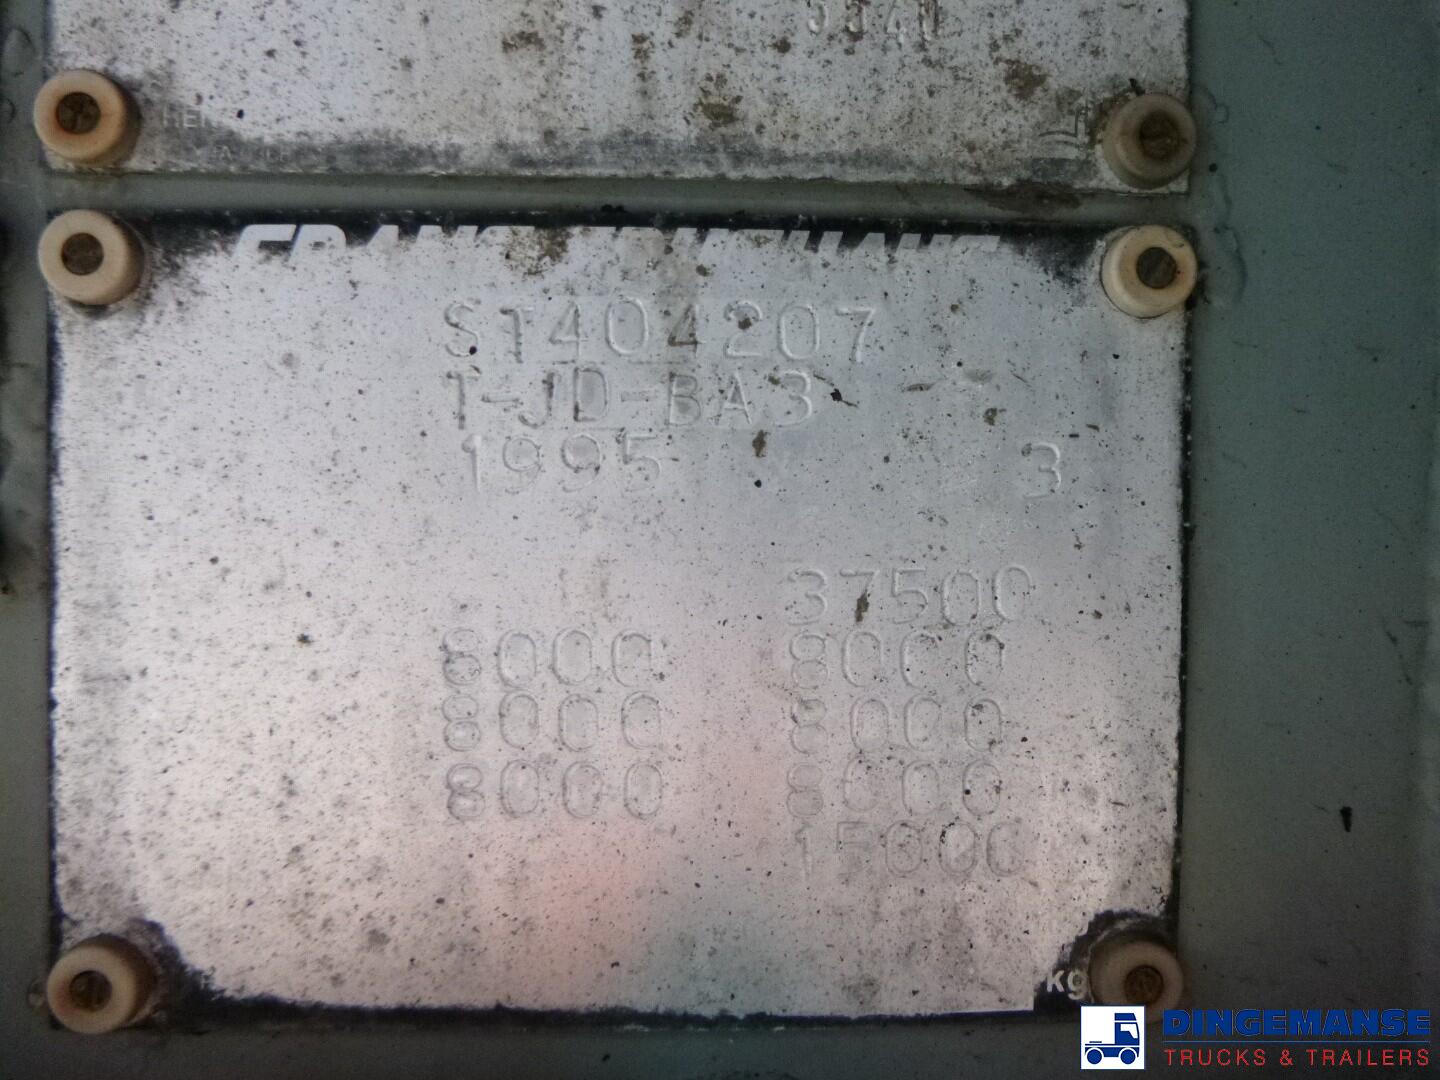 ST404207
T-JD-BA3
1995 3
37500
8000 8000
8000 8000
8000 8000
15000
kg
DINGEMANSE
TRUCKS & TRAILERS